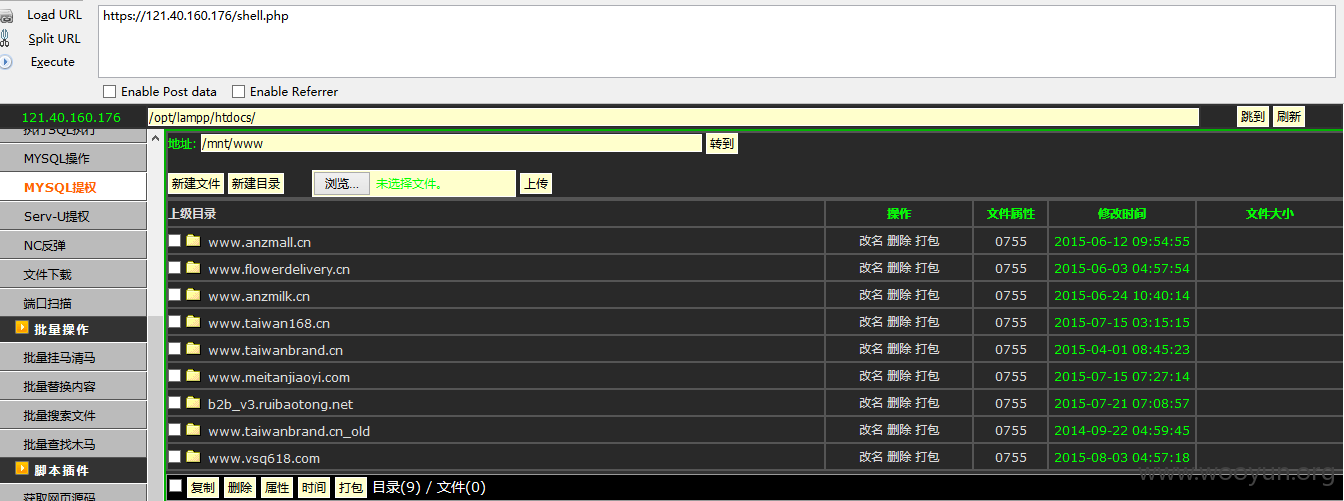 Load URL
https://121.40.160.176/shell.php
Split URL
Execute
Enable Post data Enable Referrer
121.40.160.176 /opt/lampp/htdocs/ 跳到 刷新
执行SQL执行
地址: /mnt/www 转到
MYSQL操作
MYSQL提权
新建文件 新建目录 浏览... 未选择文件。 上传
Serv-U提权
上级目录 操作 文件属性 修改时间 文件大小
NC反弹
www.anzmall.cn 改名 删除 打包 0755 2015-06-12 09:54:55
文件下载
www.flowerdelivery.cn 改名 删除 打包 0755 2015-06-03 04:57:54
端口扫描
www.anzmilk.cn 改名 删除 打包 0755 2015-06-24 10:40:14
批量操作
www.taiwan168.cn 改名 删除 打包 0755 2015-07-15 03:15:15
批量挂马清马
www.taiwanbrand.cn 改名 删除 打包 0755 2015-04-01 08:45:23
批量替换内容
www.meitanjiaoyi.com 改名 删除 打包 0755 2015-07-15 07:27:14
批量搜索文件
b2b_v3.ruibaotong.net 改名 删除 打包 0755 2015-07-21 07:08:57
批量查找木马
www.taiwanbrand.cn_old 改名 删除 打包 0755 2014-09-22 04:59:45
脚本插件
www.vsq618.com 改名 删除 打包 0755 2015-08-03 04:57:18
获取网页源码
复制 删除 属性 时间 打包 目录(9) / 文件(0)
www.wooyun.org